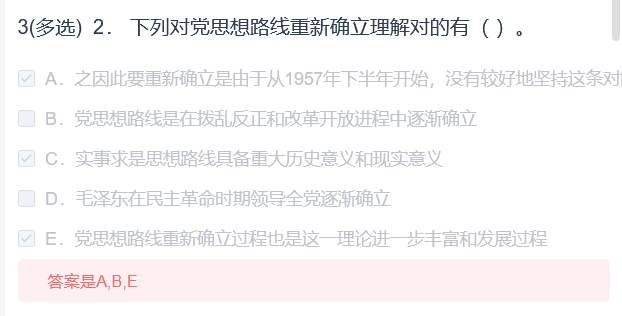 3(多选) 2． 下列对党思想路线重新确立理解对的有（ ）。
A．之因此要重新确立是由于从1957年下半年开始，没有较好地坚持这条对
B．党思想路线是在拨乱反正和改革开放进程中逐渐确立
C．实事求是思想路线具备重大历史意义和现实意义
D．毛泽东在民主革命时期领导全党逐渐确立
E．党思想路线重新确立过程也是这一理论进一步丰富和发展过程
答案是A,B,E